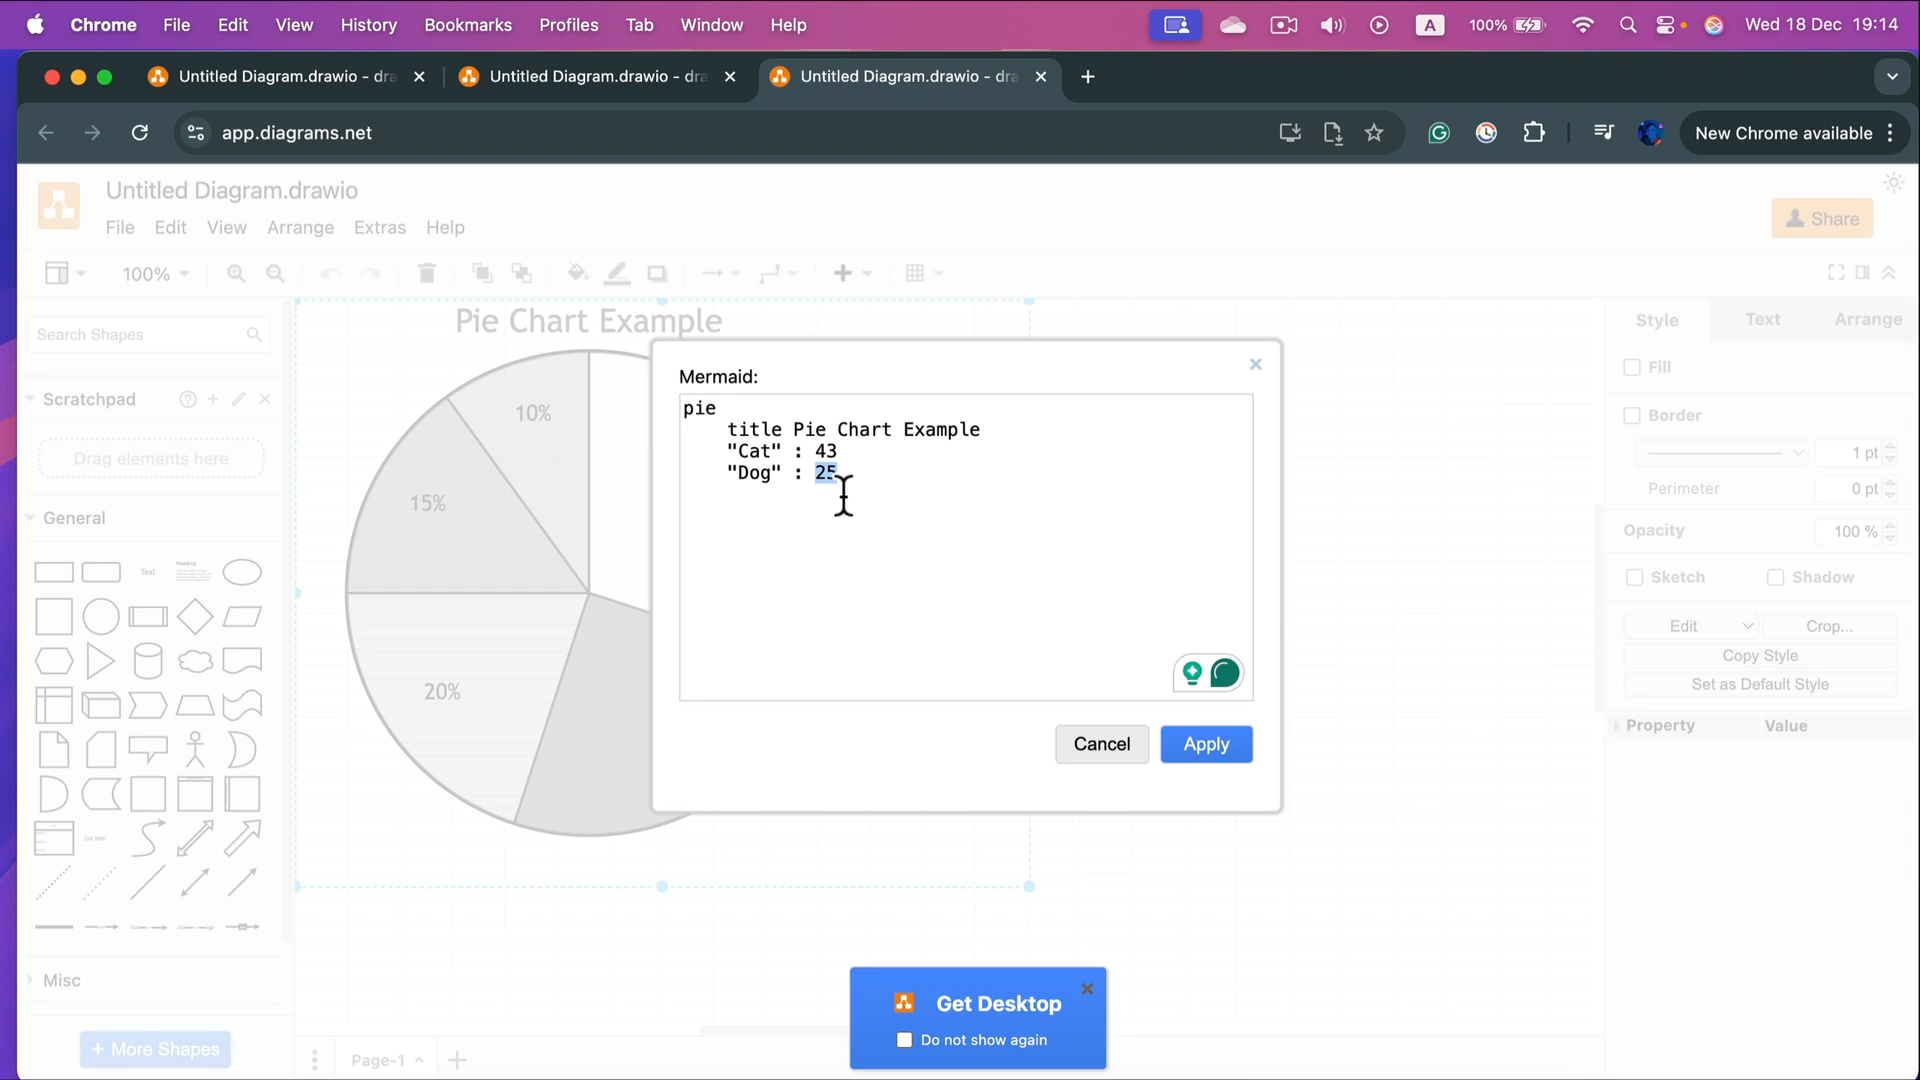 Chrome File Edit View History Bookmarks Profiles Tab Window Help A 100% Wed 18 Dec 19:14
Untitled Diagram.drawio - dra Untitled Diagram.drawio - dra Untitled Diagram.drawio - dra
app.diagrams.net New Chrome available
Untitled Diagram.drawio
File Edit View Arrange Extras Help
Share
100%
Search Shapes
Scratchpad
Drag elements here
General
Text
Heading
List Item
Misc
+ More Shapes
Pie Chart Example
10%
15%
20%
Mermaid:
pie
title Pie Chart Example
"Cat" : 43
"Dog" : 25
Cancel Apply
Get Desktop
Do not show again
Page-1
Style Text Arrange
Fill
Border
1 pt
Perimeter 0 pt
Opacity 100 %
Sketch Shadow
Edit Crop...
Copy Style
Set as Default Style
Property Value